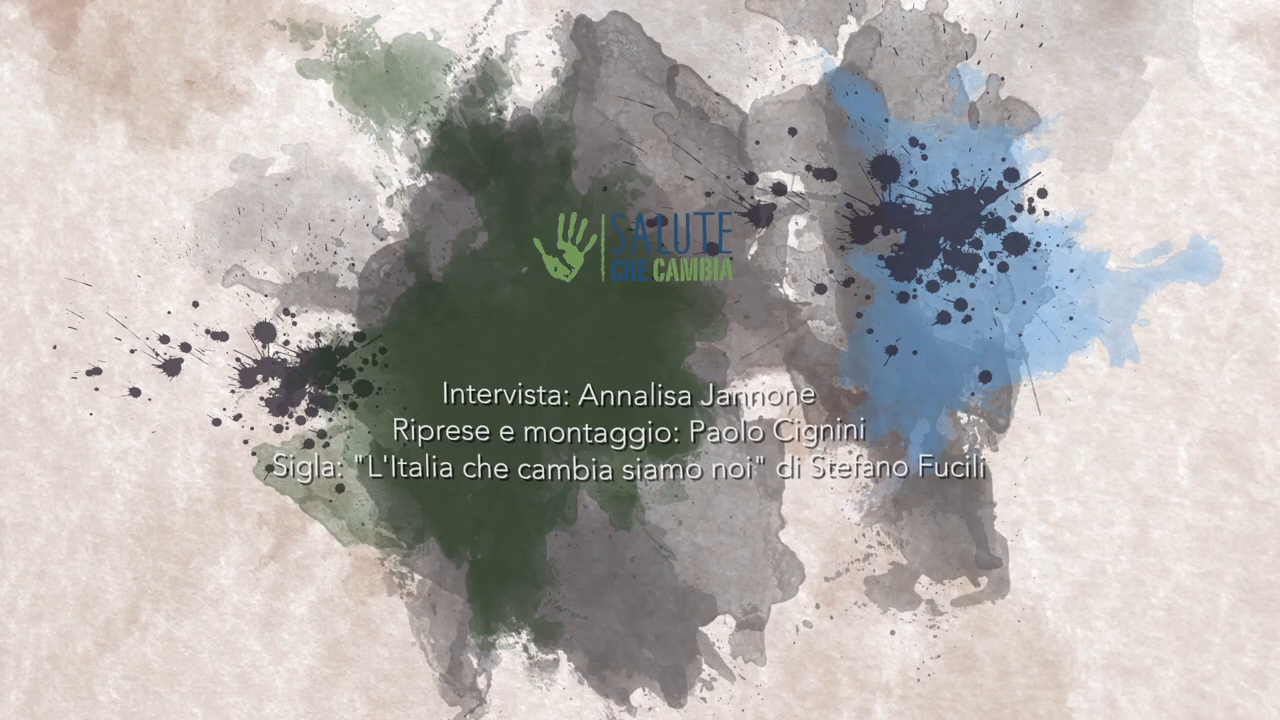 SALUTE
CHE CAMBIA
Intervista: Annalisa Jannone
Riprese e montaggio: Paolo Cignini
Sigla: "L'Italia che cambia siamo noi" di Stefano Fucili